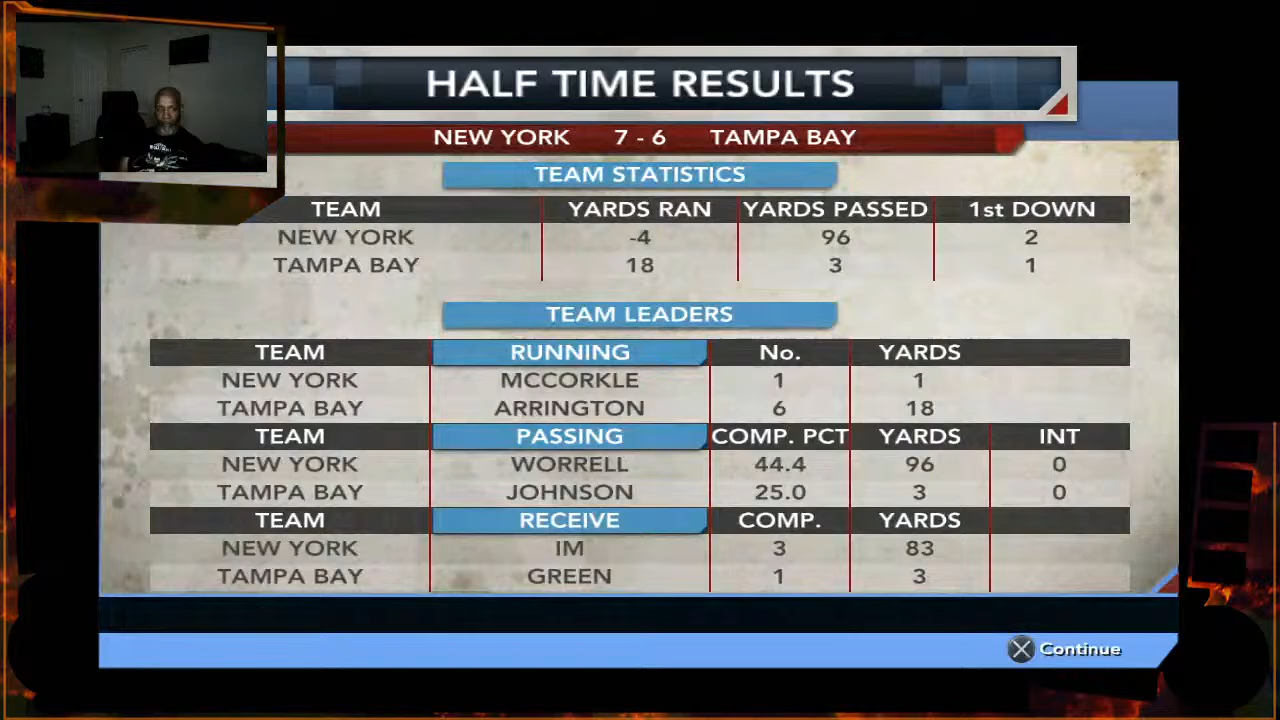 HALF TIME RESULTS
NEW YORK 7 - 6 TAMPA BAY
TEAM STATISTICS
TEAM YARDS RAN YARDS PASSED 1st DOWN
NEW YORK -4 96 2
TAMPA BAY 18 3 1
TEAM LEADERS
TEAM RUNNING No. YARDS
NEW YORK MCCORKLE 1 1
TAMPA BAY ARRINGTON 6 18
TEAM PASSING COMP. PCT YARDS INT
NEW YORK WORRELL 44.4 96 0
TAMPA BAY JOHNSON 25.0 3 0
TEAM RECEIVE COMP. YARDS
NEW YORK IM 3 83
TAMPA BAY GREEN 1 3
Continue